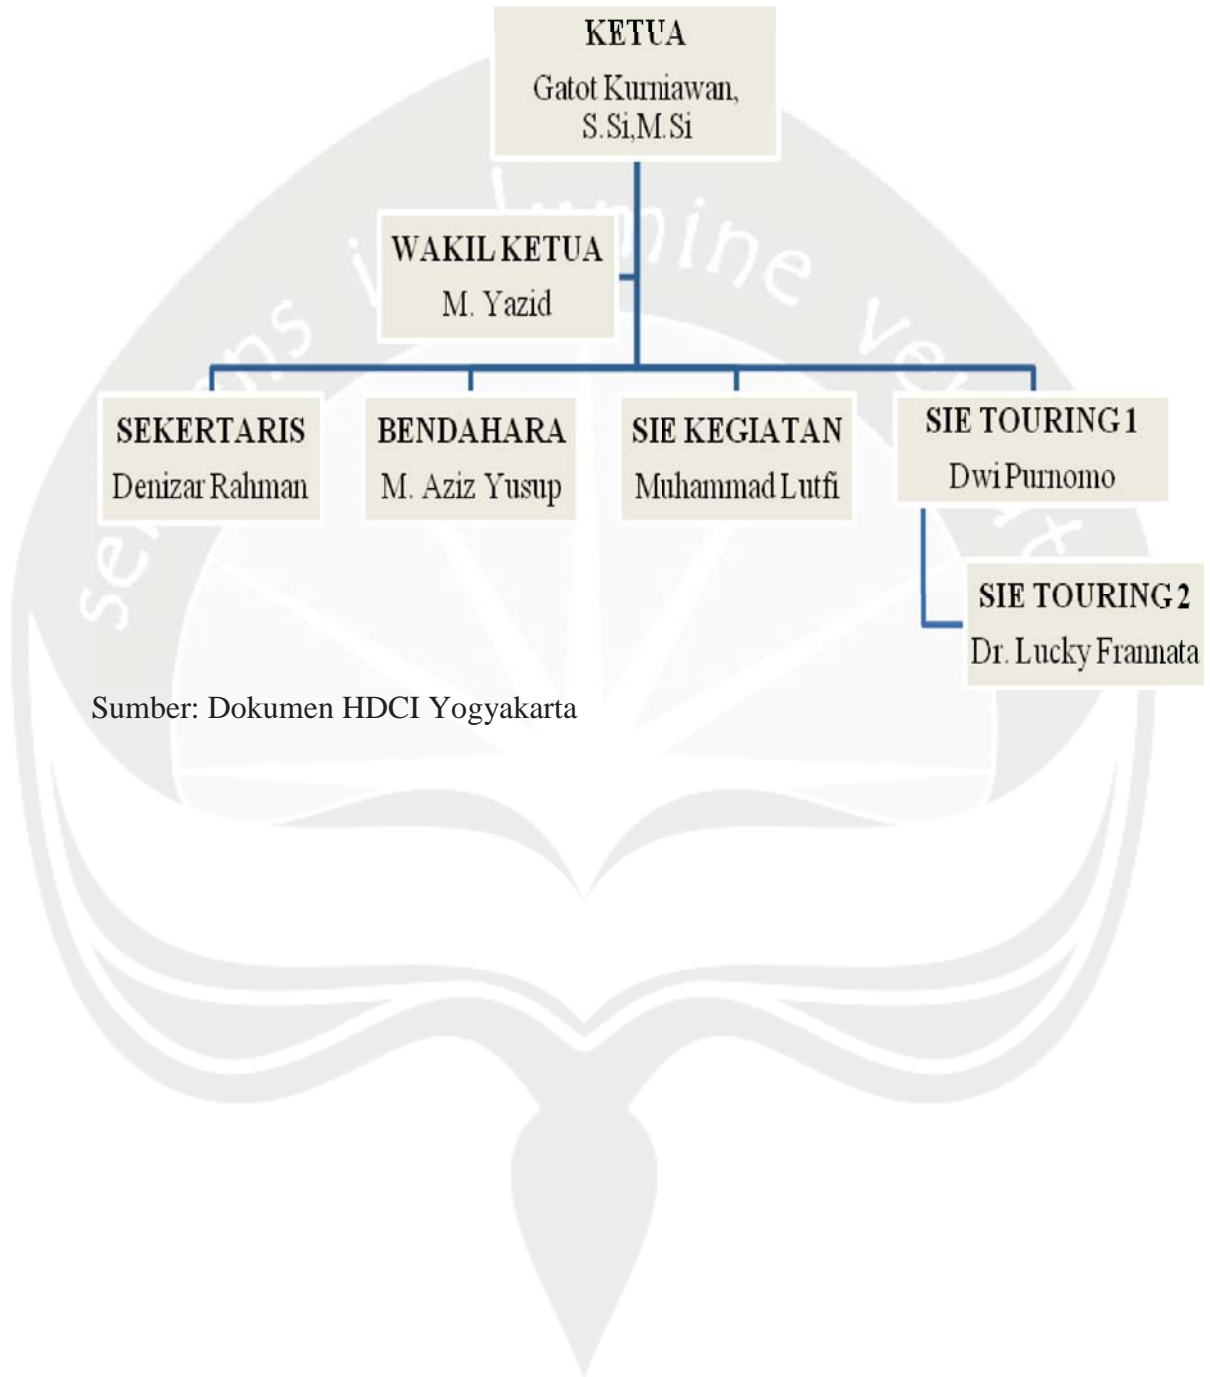 KETUA
Gatot Kurniawan,
S.Si,M.Si
WAKIL KETUA
M. Yazid
SEKERTARIS
Denizar Rahman
BENDAHARA
M. Aziz Yusup
SIE KEGIATAN
Muhammad Lutfi
SIE TOURING 1
Dwi Purnomo
SIE TOURING 2
Dr. Lucky Frannata
Sumber: Dokumen HDCI Yogyakarta